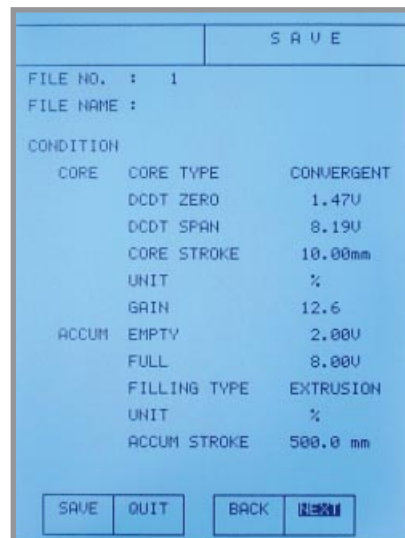 SAVE
FILE NO. : 1
FILE NAME :
CONDITION
CORE CORE TYPE CONVERGENT
DCDT ZERO 1.47V
DCDT SPAN 8.19V
CORE STROKE 10.00mm
UNIT %
GAIN 12.6
ACCUM EMPTY 2.00V
FULL 8.00V
FILLING TYPE EXTRUSION
UNIT %
ACCUM STROKE 500.0 mm
SAVE QUIT BACK NEXT